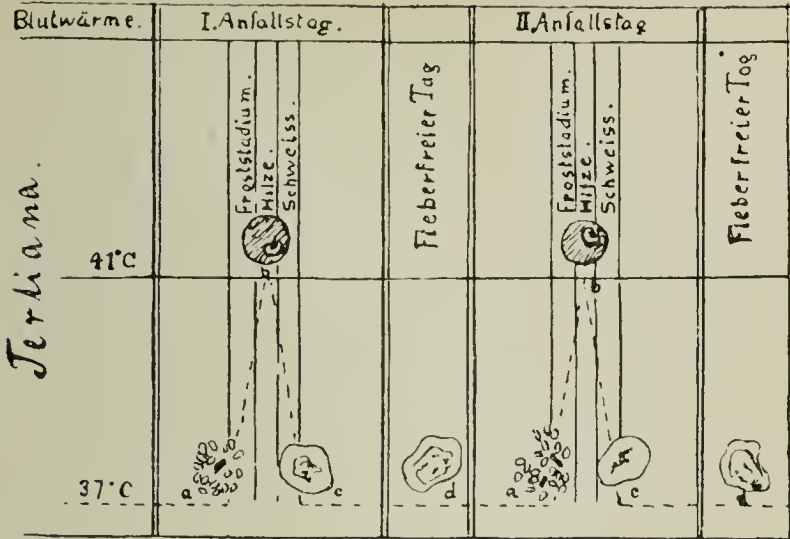 Blutwärme.
I. Anfallstag.
II Anfallstag
Tertiana.
41°C
37°C
Froststadium.
Hitze.
Schweiss.
Fieberfreier Tag
Froststadium.
Hitze.
Schweiss.
Fieberfreier Tag
a
c
d
b
a
c
d